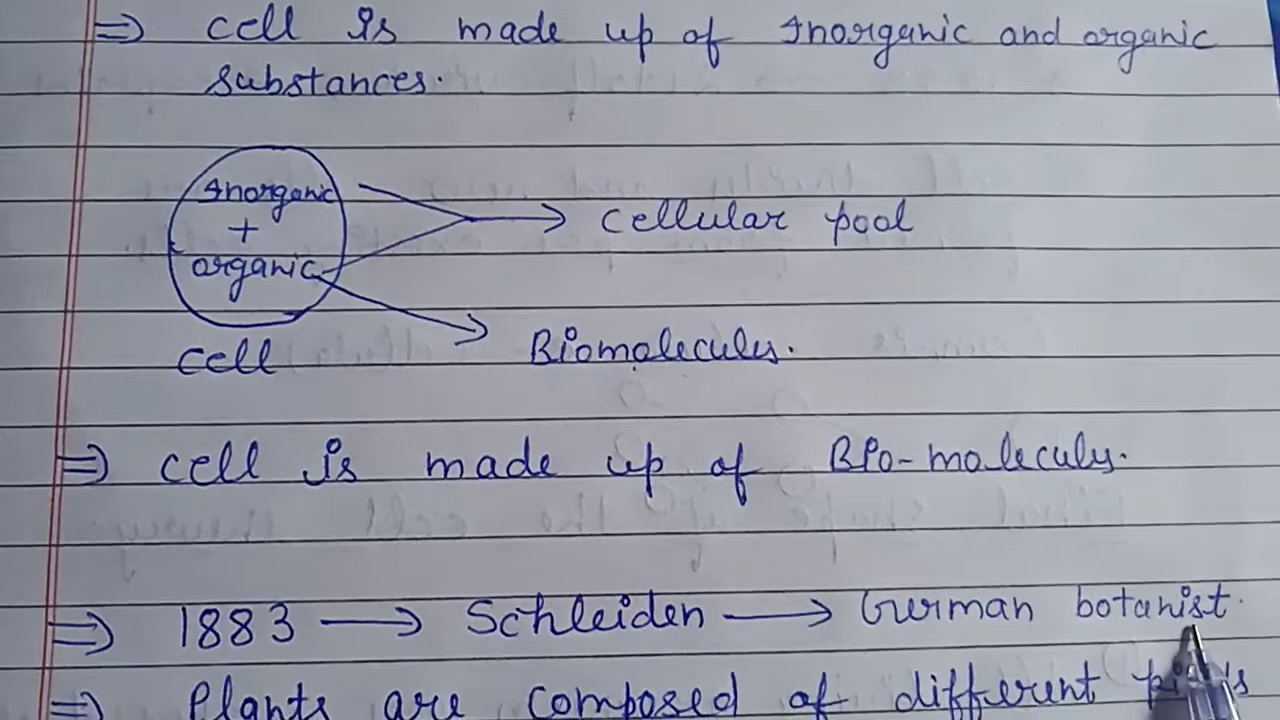 ⇒ cell is made up of Inorganic and organic
substances.
Inorganic
+
organic
→ cellular pool
→ Biomolecules.
cell
⇒ cell is made up of Bio-molecules.
⇒ 1883 → Schleiden → German botanist.
⇒ Plants are composed of different